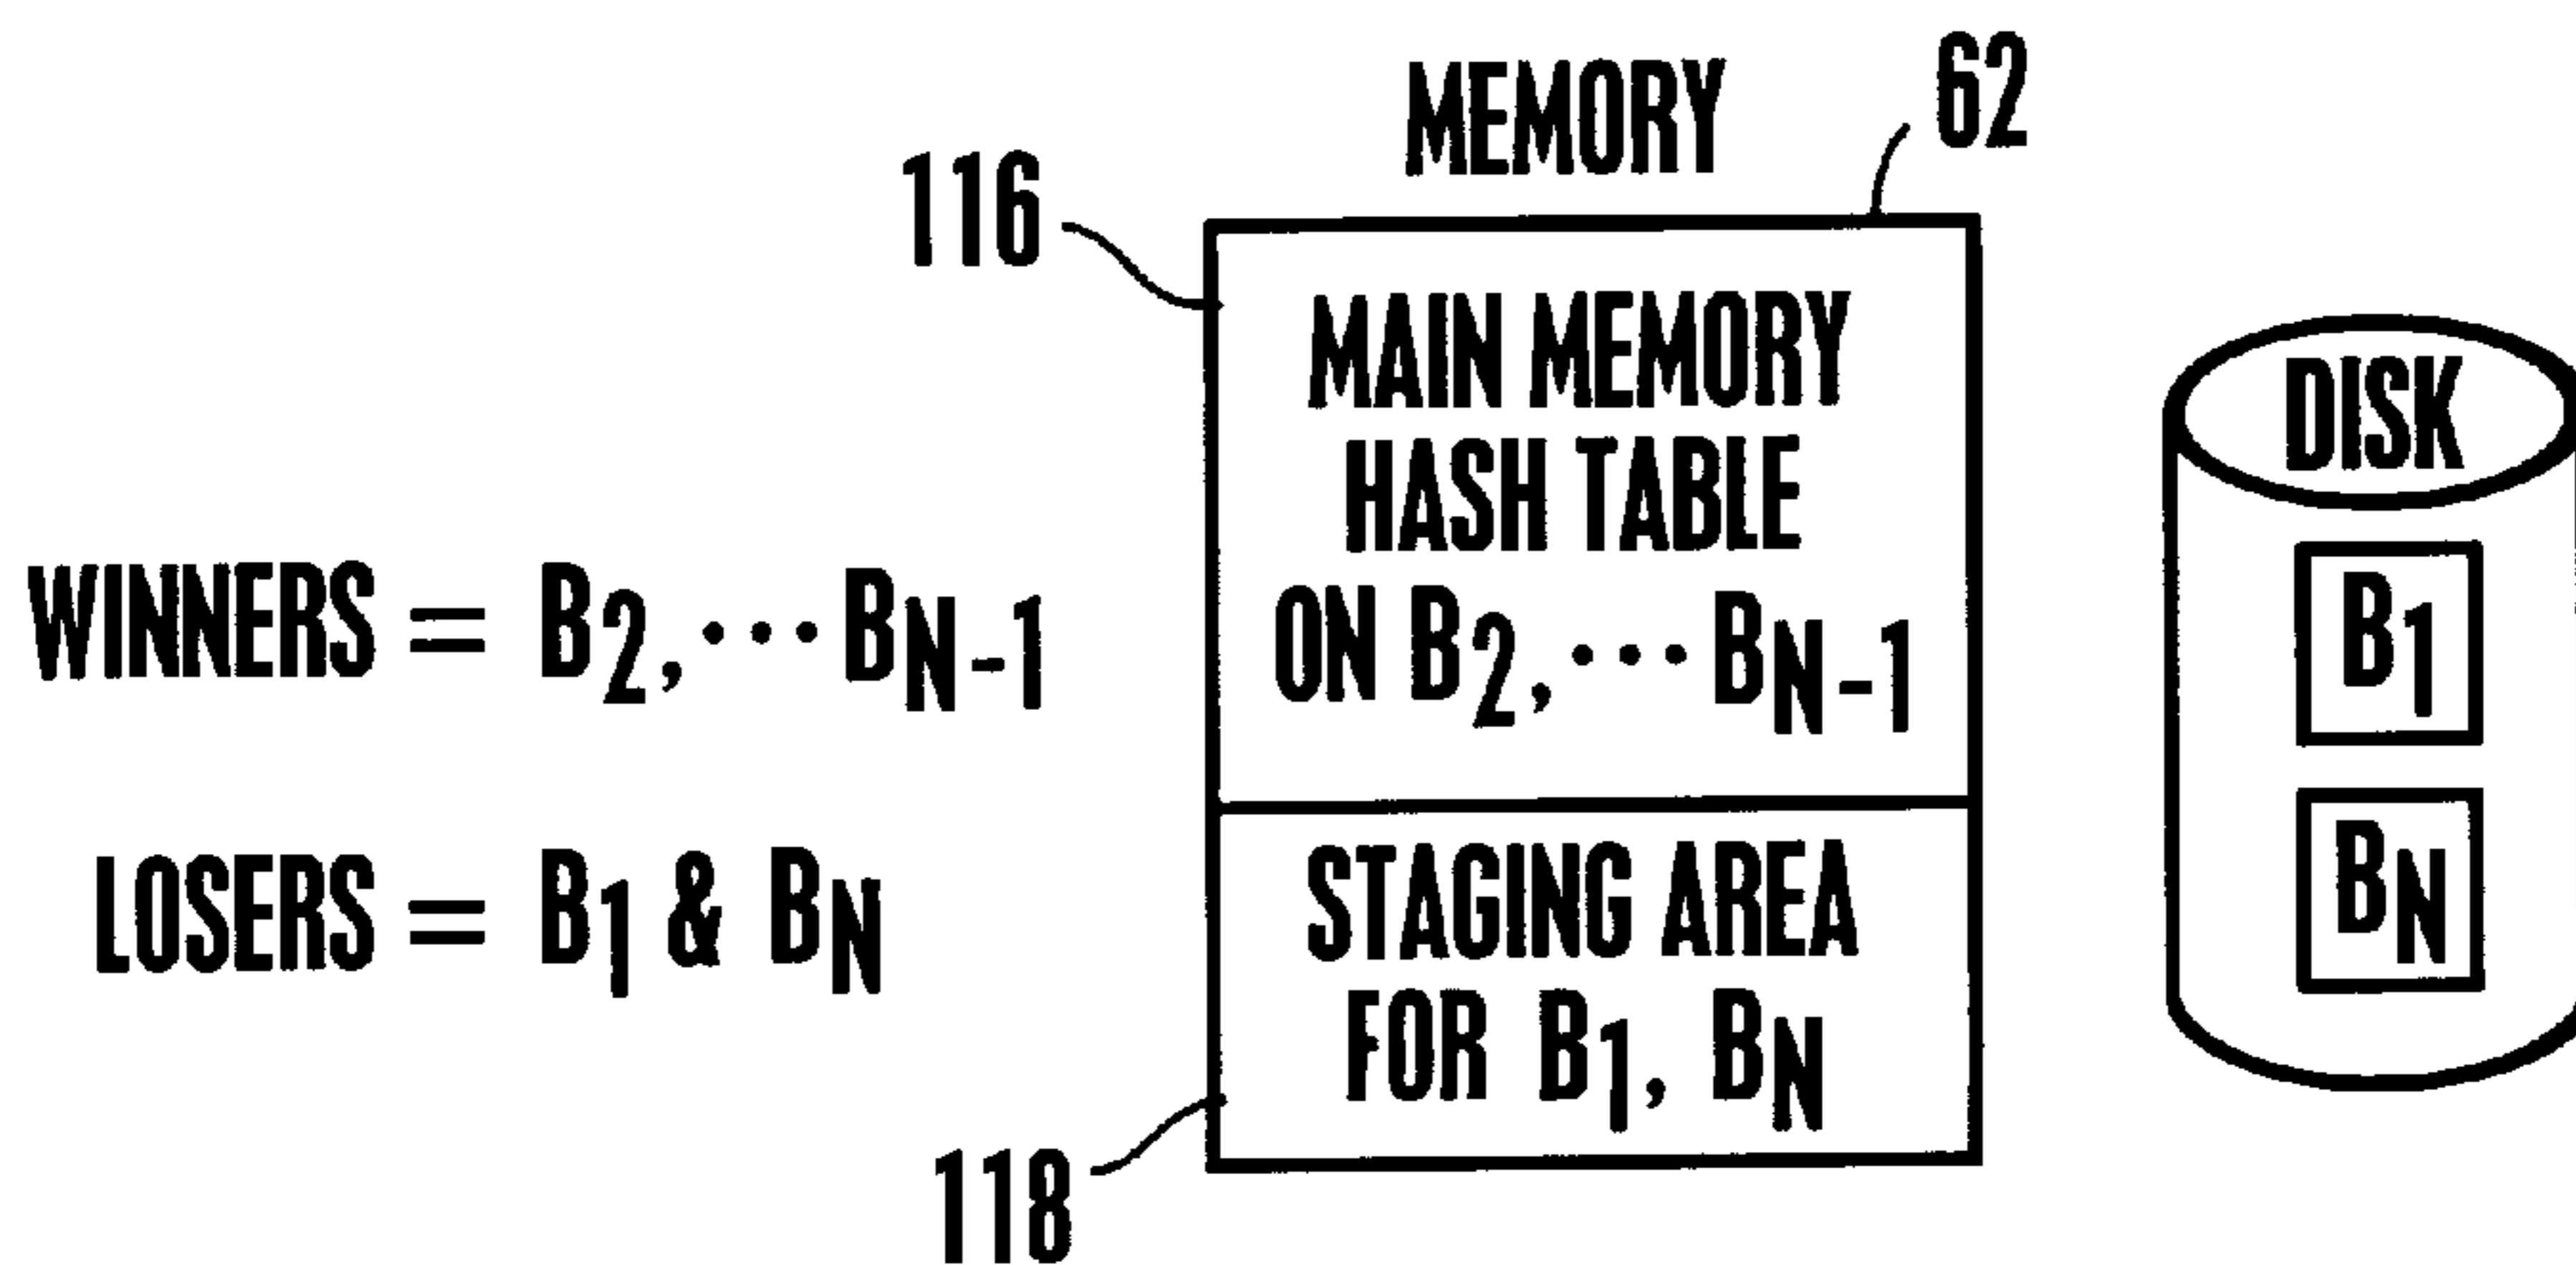 MEMORY
62
116
MAIN MEMORY
HASH TABLE
ON B2, ··· BN-1
DISK
B1
BN
WINNERS = B2, ··· BN-1
LOSERS = B1 & BN
STAGING AREA
FOR B1, BN
118